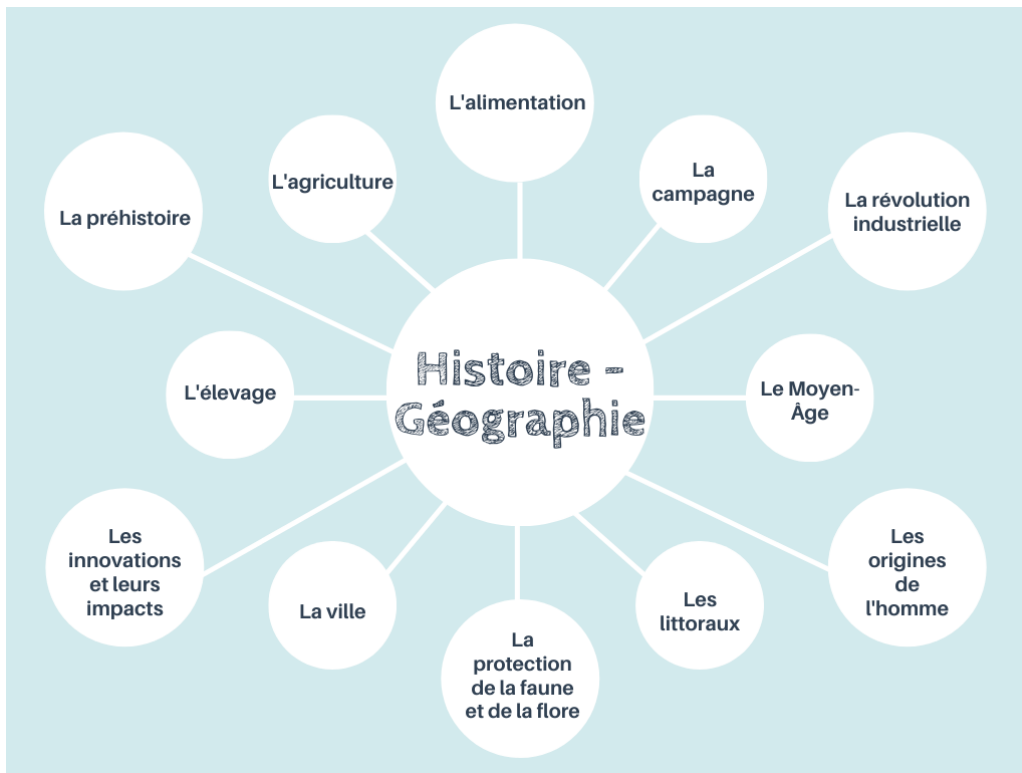 L'alimentation
La
campagne
L'agriculture
La révolution
industrielle
La préhistoire
Histoire -
Géographie
L'élevage
Le Moyen-
Âge
Les
innovations
et leurs
impacts
Les
origines
de
l'homme
La ville
Les
littoraux
La
protection
de la faune
et de la flore